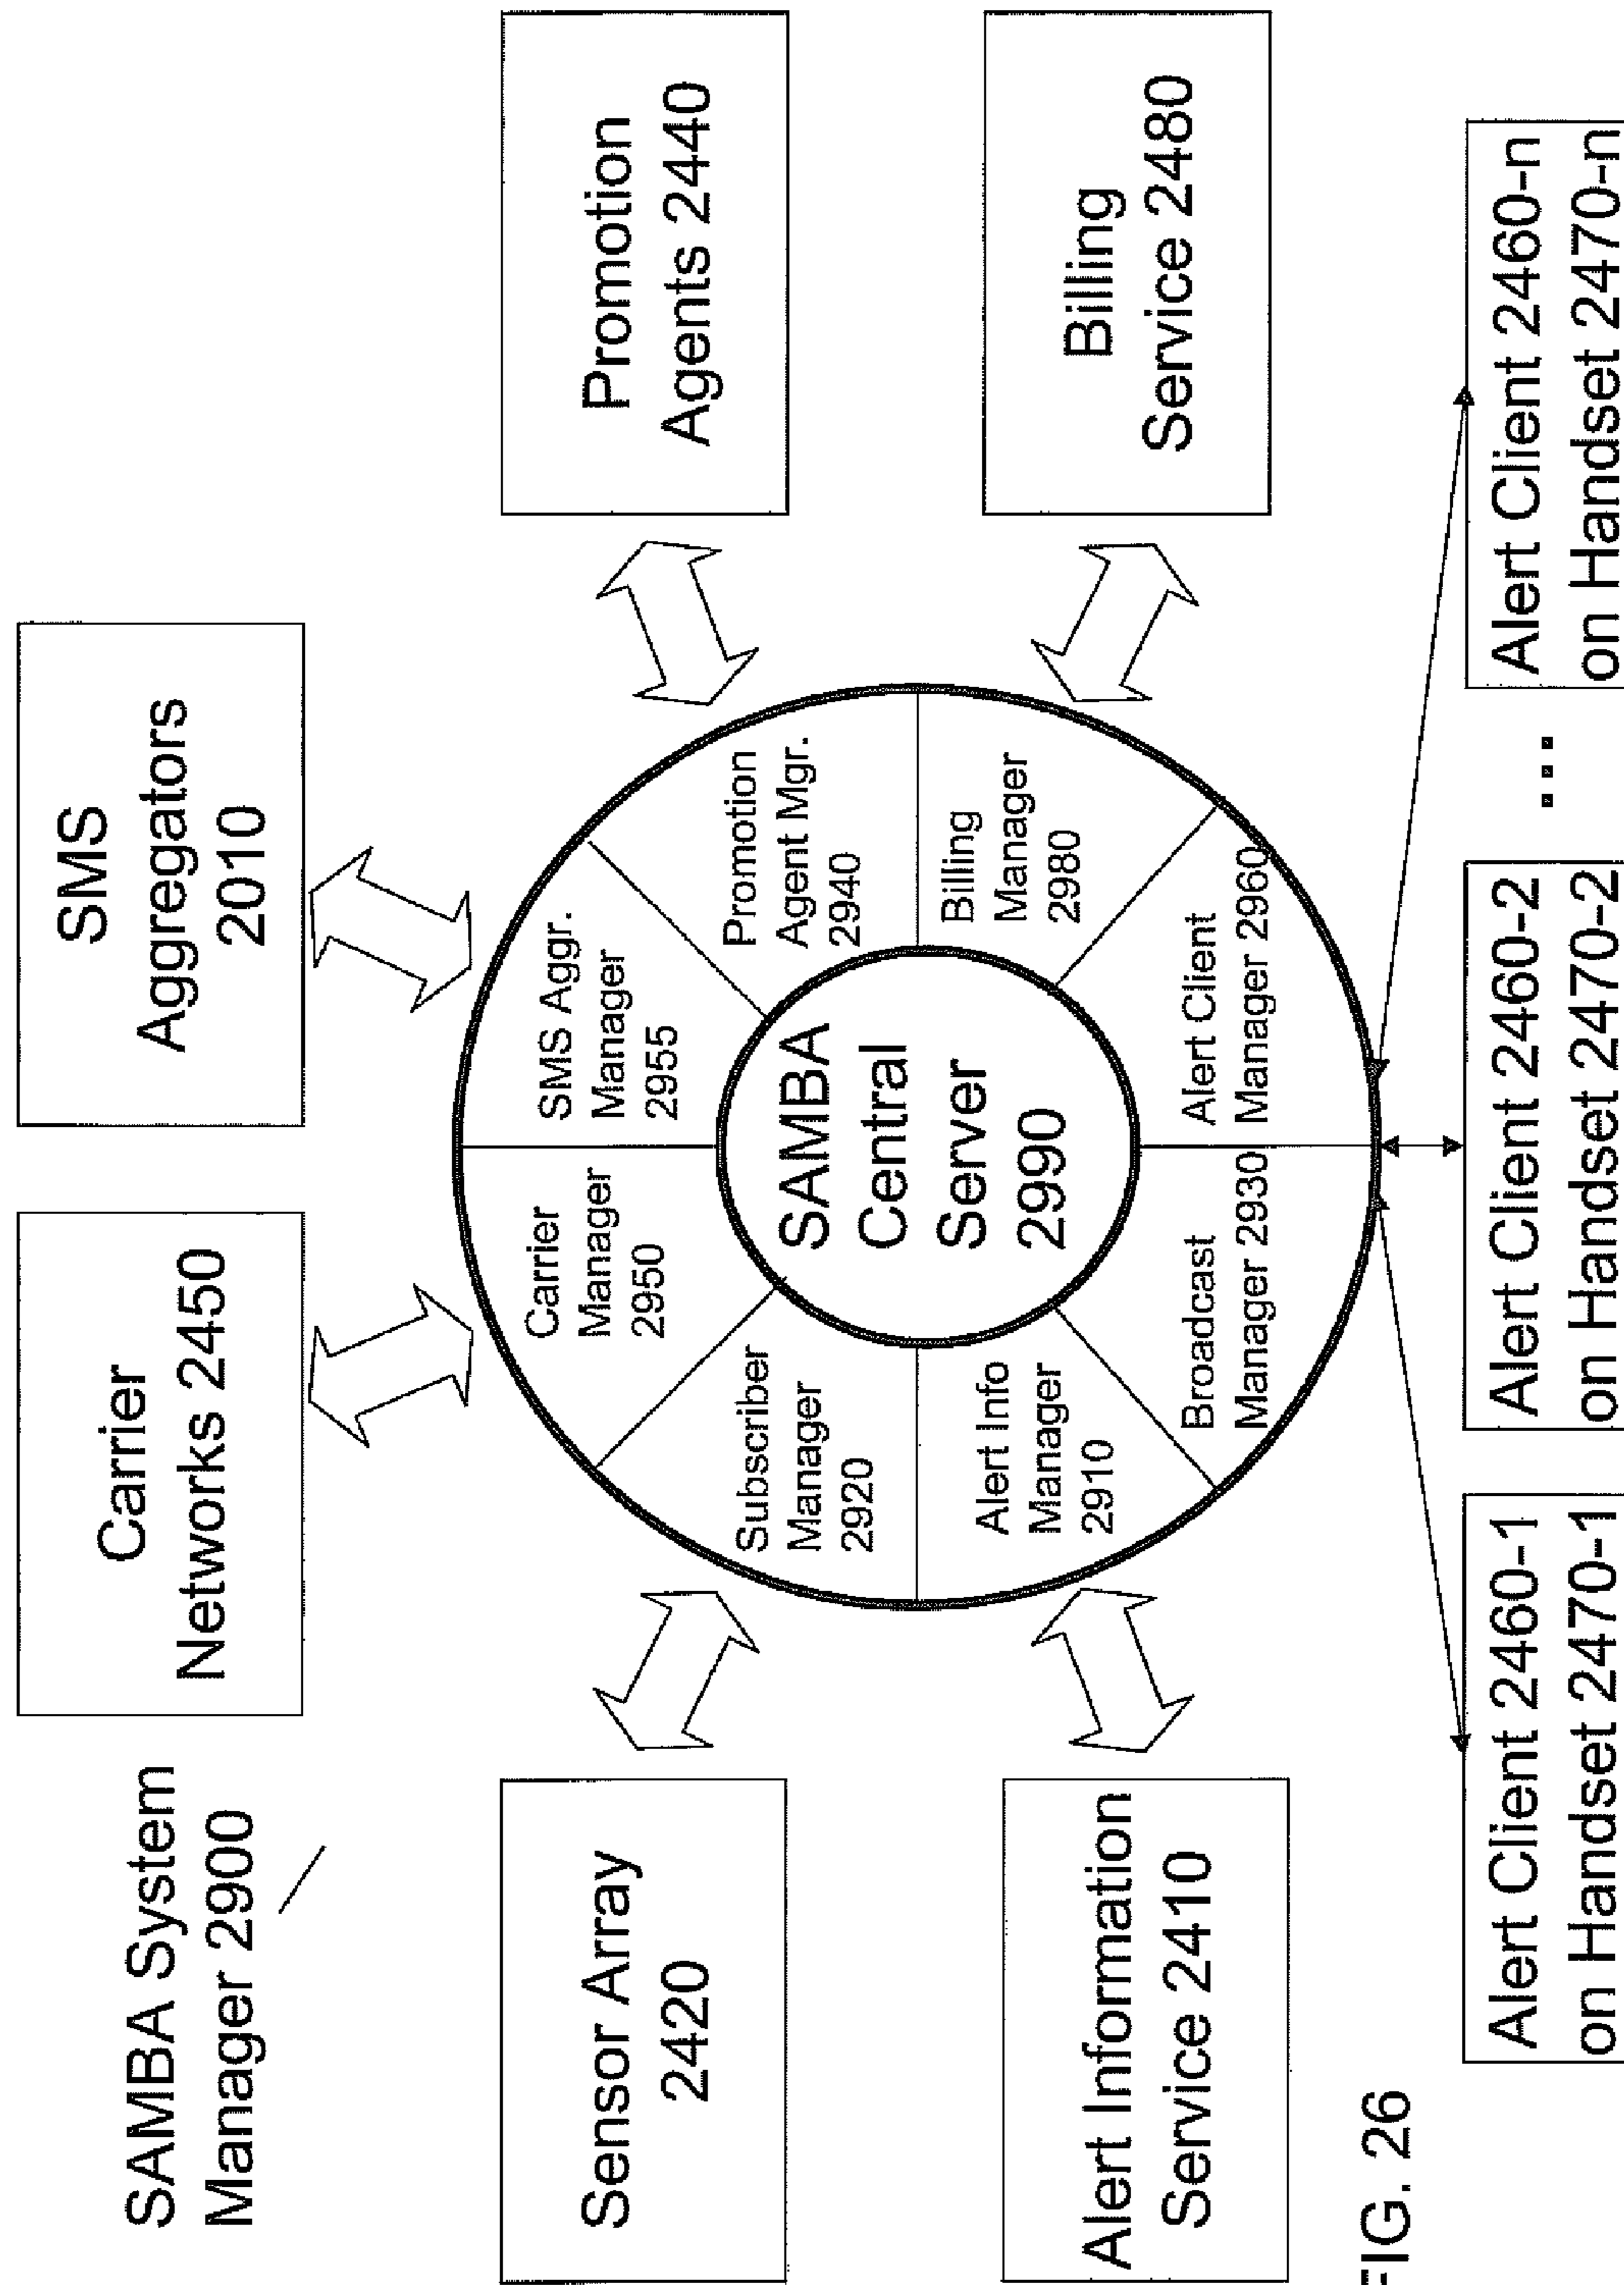 SAMBA System
Manager 2900
Carrier
Networks 2450
SMS
Aggregators
2010
Sensor Array
2420
Promotion
Agents 2440
Alert Information
Service 2410
Billing
Service 2480
Carrier
Manager
2950
SMS Aggr.
Manager
2955
Subscriber
Manager
2920
Promotion
Agent Mgr.
2940
SAMBA
Central
Server
2990
Alert Info
Manager
2910
Billing
Manager
2980
Broadcast
Manager 2930
Alert Client
Manager 2960
FIG. 26
Alert Client 2460-1
on Handset 2470-1
Alert Client 2460-2
on Handset 2470-2
...
Alert Client 2460-n
on Handset 2470-n